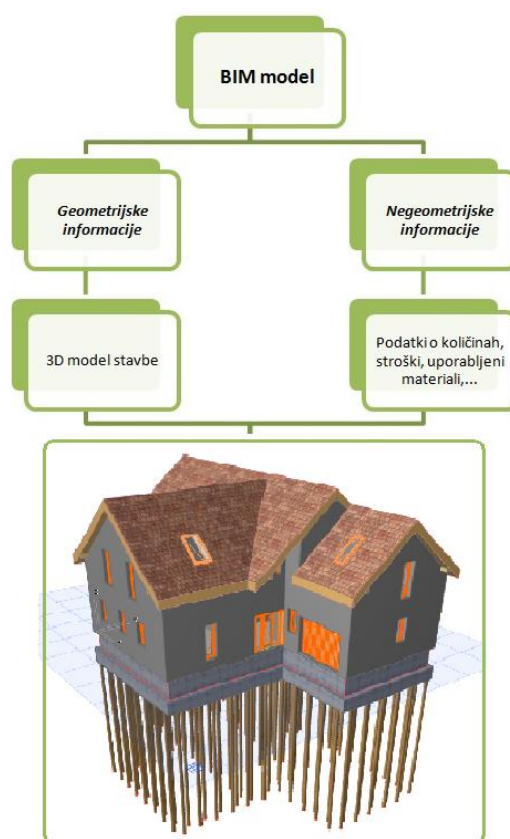 BIM model
Geometrijske
informacije
Negeometrijske
informacije
3D model stavbe
Podatki o količinah,
stroški, uporabljeni
materiali,...